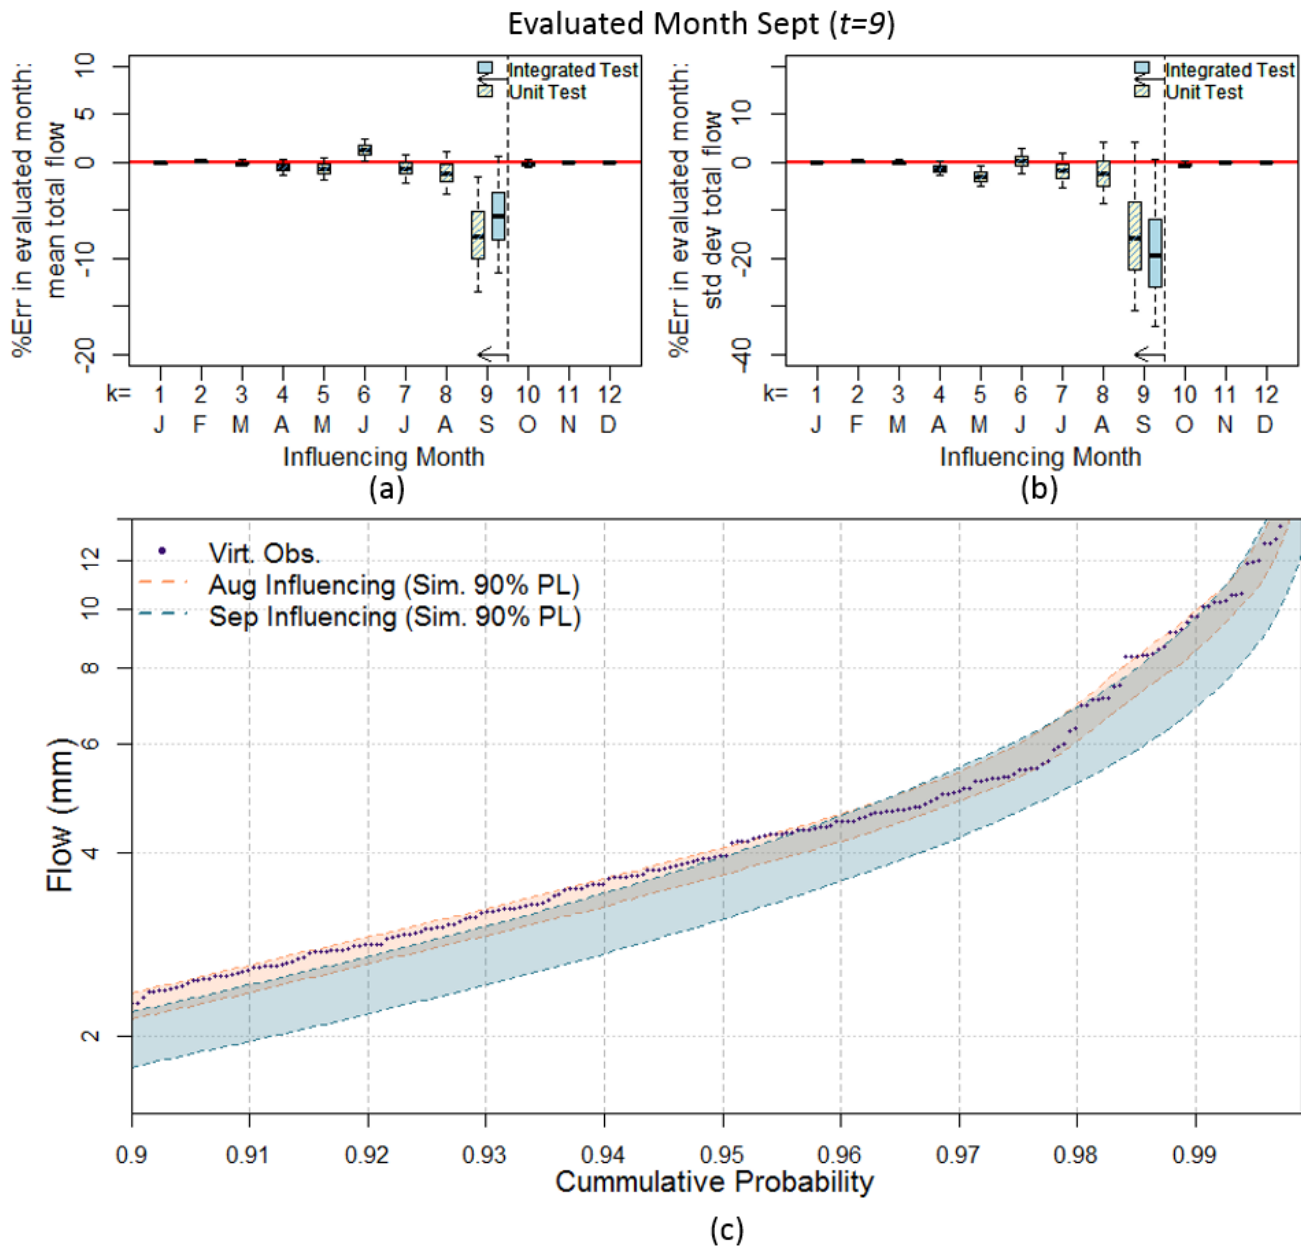 Evaluated Month Sept (t=9)
%Err in evaluated month:
mean total flow
10
5
0
-10
-20
Integrated Test
Unit Test
k= 1 2 3 4 5 6 7 8 9 10 11 12
J F M A M J J A S O N D
Influencing Month
(a)
%Err in evaluated month:
std dev total flow
10
0
-20
-40
Integrated Test
Unit Test
k= 1 2 3 4 5 6 7 8 9 10 11 12
J F M A M J J A S O N D
Influencing Month
(b)
Virt. Obs.
Aug Influencing (Sim. 90% PL)
Sep Influencing (Sim. 90% PL)
Flow (mm)
12
10
8
6
4
2
0.9 0.91 0.92 0.93 0.94 0.95 0.96 0.97 0.98 0.99
Cummulative Probability
(c)